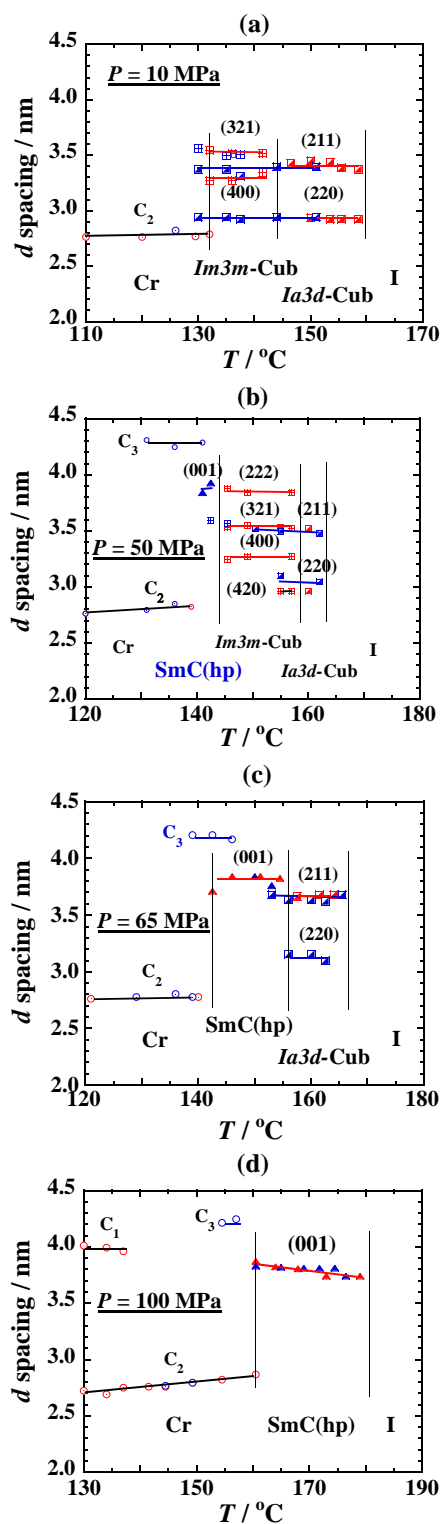 (a)
4.5
P = 10 MPa
4.0
(321)
(211)
3.5
(400)
(220)
3.0
C2
2.5
Im3m-Cub
Cr
I
Ia3d-Cub
2.0
110 120 130 140 150 160 170
T / °C
d spacing / nm
(b)
4.5
C3
(001)
4.0
(222)
(321)
(211)
3.5
(400)
P = 50 MPa
(220)
3.0
C2
(420)
2.5
Cr
Im3m-Cub
I
SmC(hp)
Ia3d-Cub
2.0
120 130 140 150 160 170 180
T / °C
d spacing / nm
(c)
4.5
C3
(001)
4.0
(211)
3.5
P = 65 MPa
(220)
3.0
C2
2.5
SmC(hp)
Cr
I
Ia3d-Cub
2.0
120 130 140 150 160 170 180
T / °C
d spacing / nm
(d)
4.5
C1
C3
(001)
4.0
3.5
P = 100 MPa
3.0
C2
2.5
Cr
SmC(hp)
I
2.0
130 140 150 160 170 180 190
T / °C
d spacing / nm